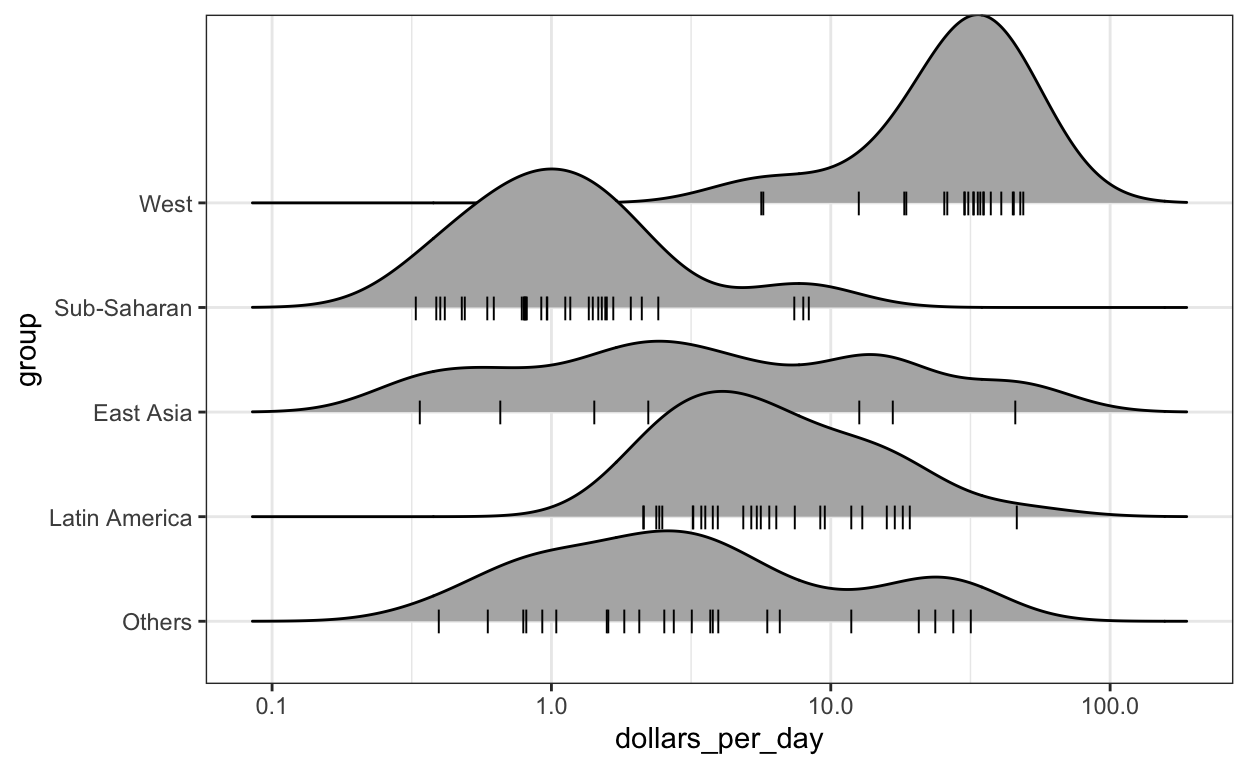 West
Sub-Saharan
East Asia
Latin America
Others
group
0.1 1.0 10.0 100.0
dollars_per_day